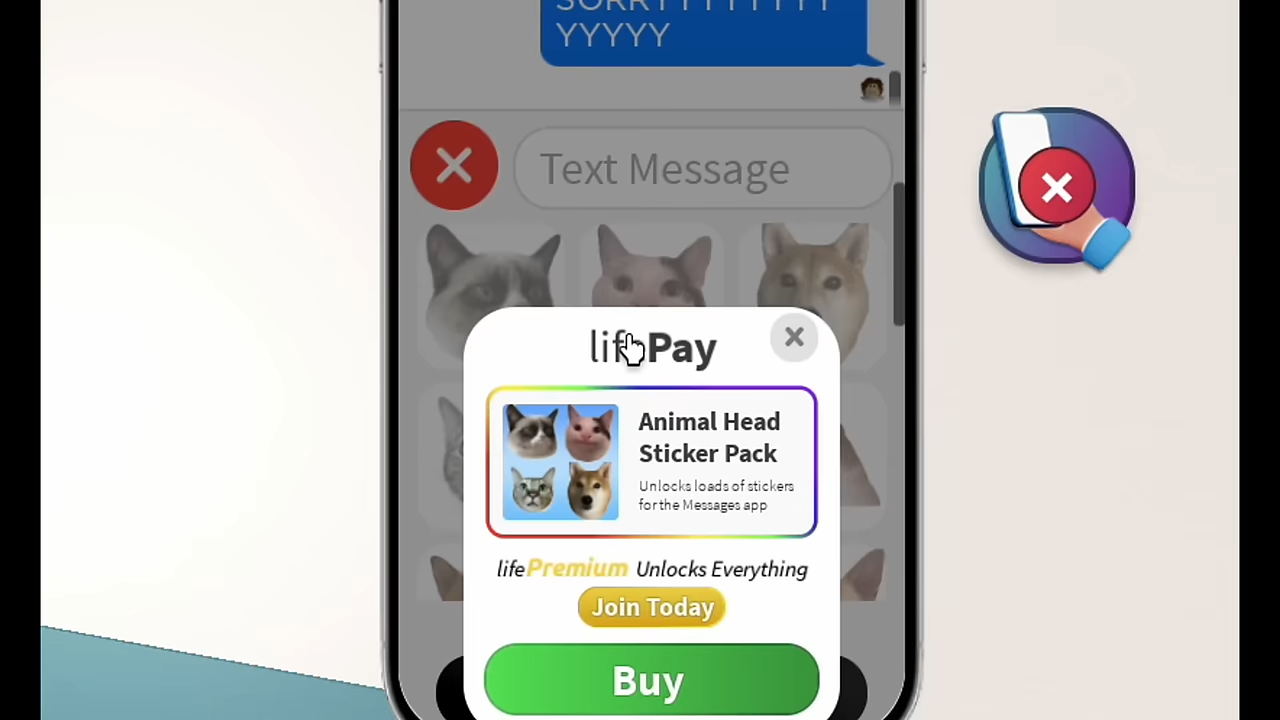 SORRYYYYYYYY
YYYYY
Text Message
lifePay
Animal Head
Sticker Pack
Unlocks loads of stickers
for the Messages app
lifePremium Unlocks Everything
Join Today
Buy